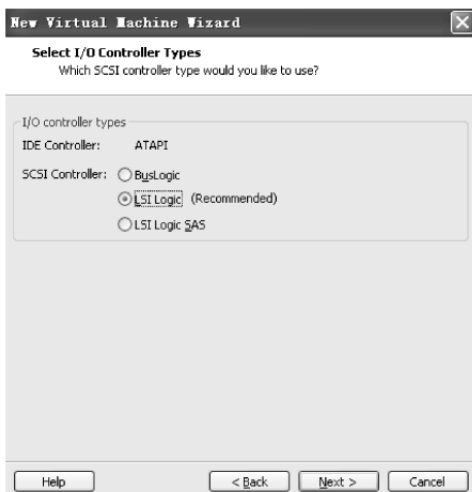 New Virtual Machine Wizard
Select I/O Controller Types
Which SCSI controller type would you like to use?
I/O controller types
IDE Controller: ATAPI
SCSI Controller: BusLogic
LSI Logic (Recommended)
LSI Logic SAS
Help < Back Next > Cancel